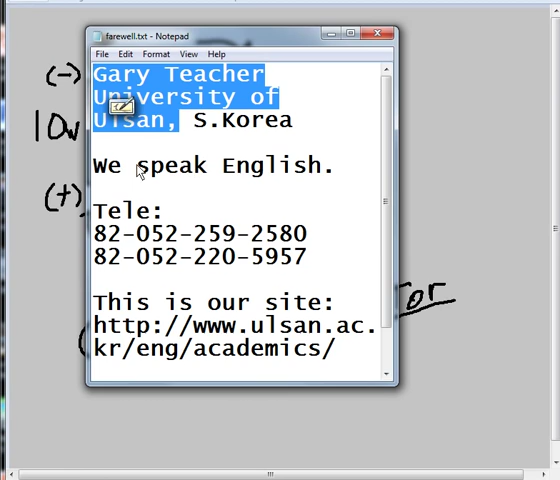 farewell.txt - Notepad
File Edit Format View Help
Gary Teacher
University of
Ulsan, S.Korea
We speak English.
Tele:
82-052-259-2580
82-052-220-5957
This is our site:
http://www.ulsan.ac.
kr/eng/academics/
(-)
(+)